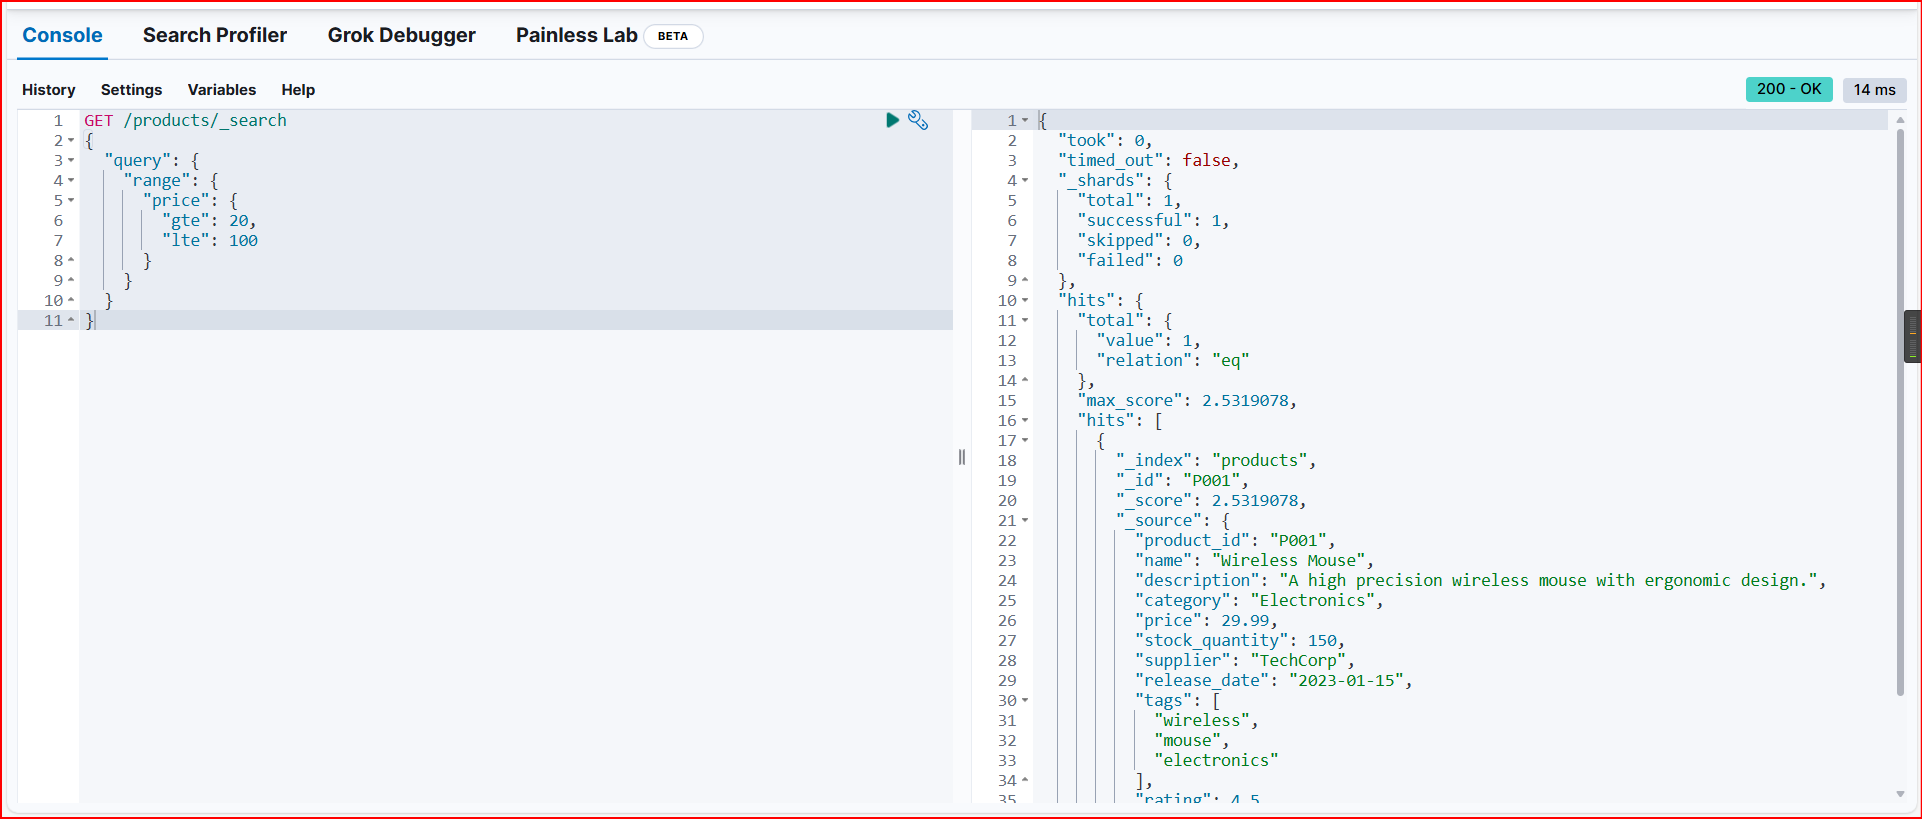 Console Search Profiler Grok Debugger Painless Lab BETA
History Settings Variables Help 200 - OK 14 ms
1 GET /products/_search
2 {
3 "query": {
4 "range": {
5 "price": {
6 "gte": 20,
7 "lte": 100
8 }
9 }
10 }
11 }
1 {
2 "took": 0,
3 "timed_out": false,
4 "_shards": {
5 "total": 1,
6 "successful": 1,
7 "skipped": 0,
8 "failed": 0
9 },
10 "hits": {
11 "total": {
12 "value": 1,
13 "relation": "eq"
14 },
15 "max_score": 2.5319078,
16 "hits": [
17 {
18 "_index": "products",
19 "_id": "P001",
20 "_score": 2.5319078,
21 "_source": {
22 "product_id": "P001",
23 "name": "Wireless Mouse",
24 "description": "A high precision wireless mouse with ergonomic design.",
25 "category": "Electronics",
26 "price": 29.99,
27 "stock_quantity": 150,
28 "supplier": "TechCorp",
29 "release_date": "2023-01-15",
30 "tags": [
31 "wireless",
32 "mouse",
33 "electronics"
34 ],
35 "rating": 4.5